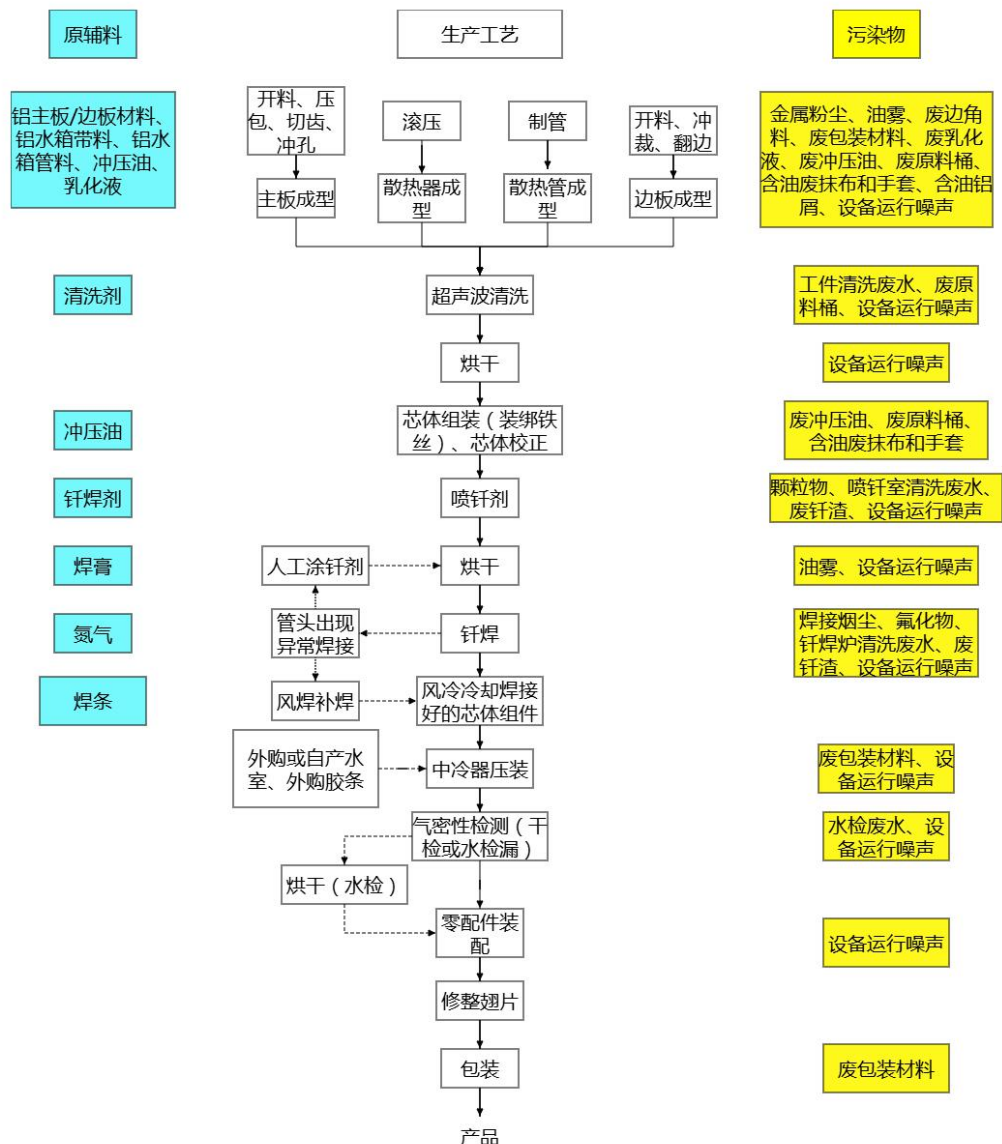 原辅料
生产工艺
污染物
铝主板/边板材料、
铝水箱带料、铝水
箱管料、冲压油、
乳化液
开料、压
包、切齿、
冲孔
滚压
制管
开料、冲
裁、翻边
金属粉尘、油雾、废边角
料、废包装材料、废乳化
液、废冲压油、废原料桶、
含油废抹布和手套、含油铝
屑、设备运行噪声
主板成型
散热器成
型
散热管成
型
边板成型
清洗剂
超声波清洗
工件清洗废水、废原
料桶、设备运行噪声
烘干
设备运行噪声
冲压油
芯体组装（装绑铁
丝）、芯体校正
废冲压油、废原料桶、
含油废抹布和手套
钎焊剂
喷钎剂
颗粒物、喷钎室清洗废水、
废钎渣、设备运行噪声
焊膏
人工涂钎剂
烘干
油雾、设备运行噪声
氮气
管头出现
异常焊接
钎焊
焊接烟尘、氟化物、
钎焊炉清洗废水、废
钎渣、设备运行噪声
焊条
风焊补焊
风冷冷却焊接
好的芯体组件
外购或自产水
室、外购胶条
中冷器压装
废包装材料、设
备运行噪声
气密性检测（干
检或水检漏）
水检废水、设
备运行噪声
烘干（水检）
零配件装
配
设备运行噪声
修整翅片
包装
废包装材料
产品